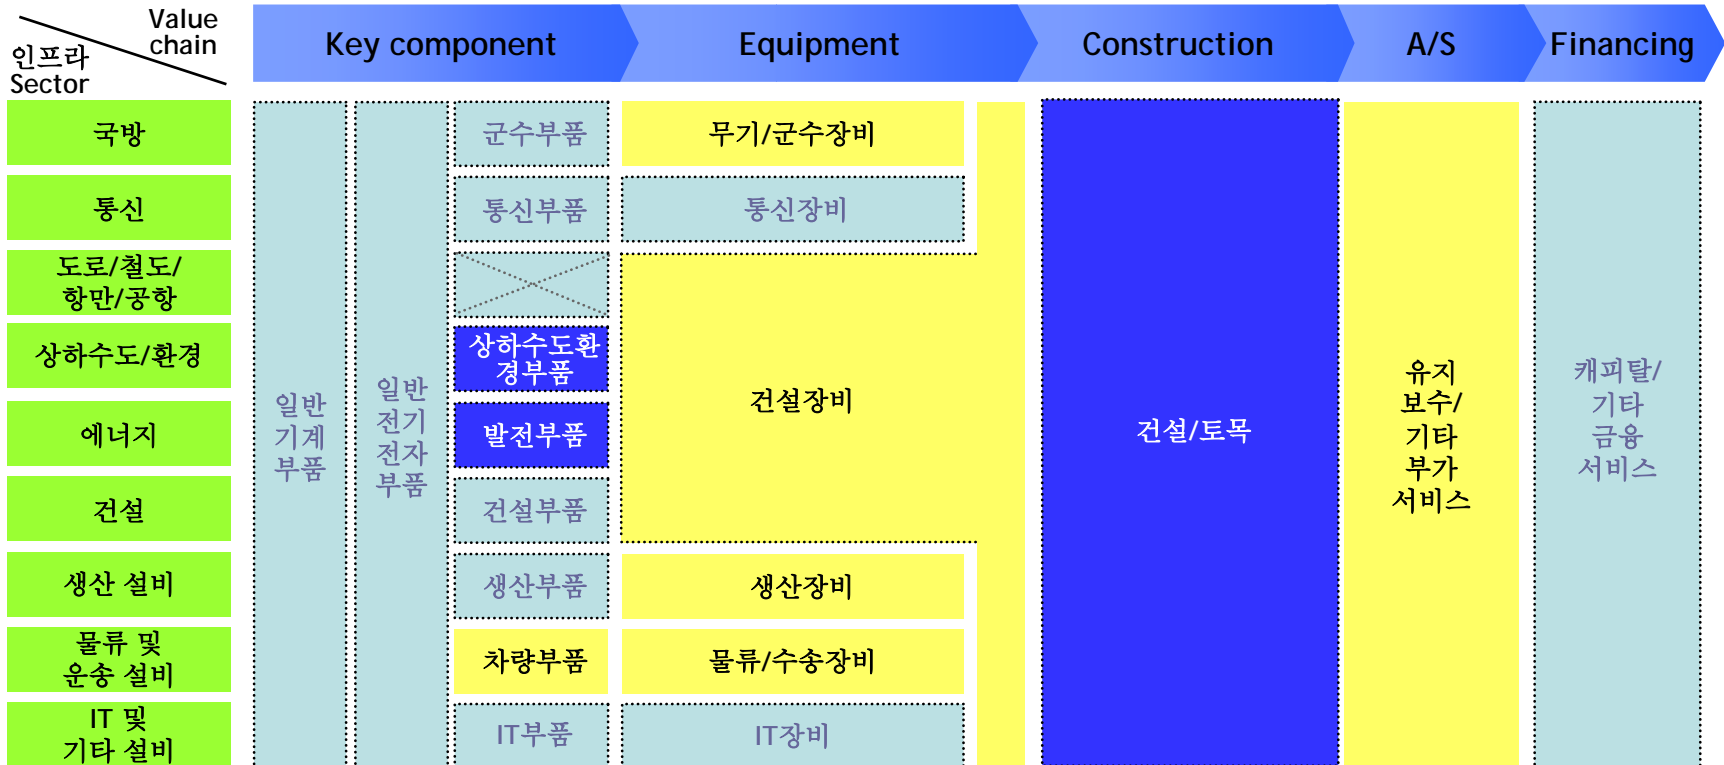 Value
chain
인프라
Sector
Key component
Equipment
Construction
A/S
Financing
국방
군수부품
무기/군수장비
통신
통신부품
통신장비
도로/철도/
항만/공항
상하수도/환경
상하수도환
경부품
에너지
발전부품
건설
건설부품
생산 설비
생산부품
생산장비
물류 및
운송 설비
차량부품
물류/수송장비
IT 및
기타 설비
IT부품
IT장비
일반
기계
부품
일반
전기
전자
부품
건설장비
건설/토목
유지
보수/
기타
부가
서비스
캐피탈/
기타
금융
서비스